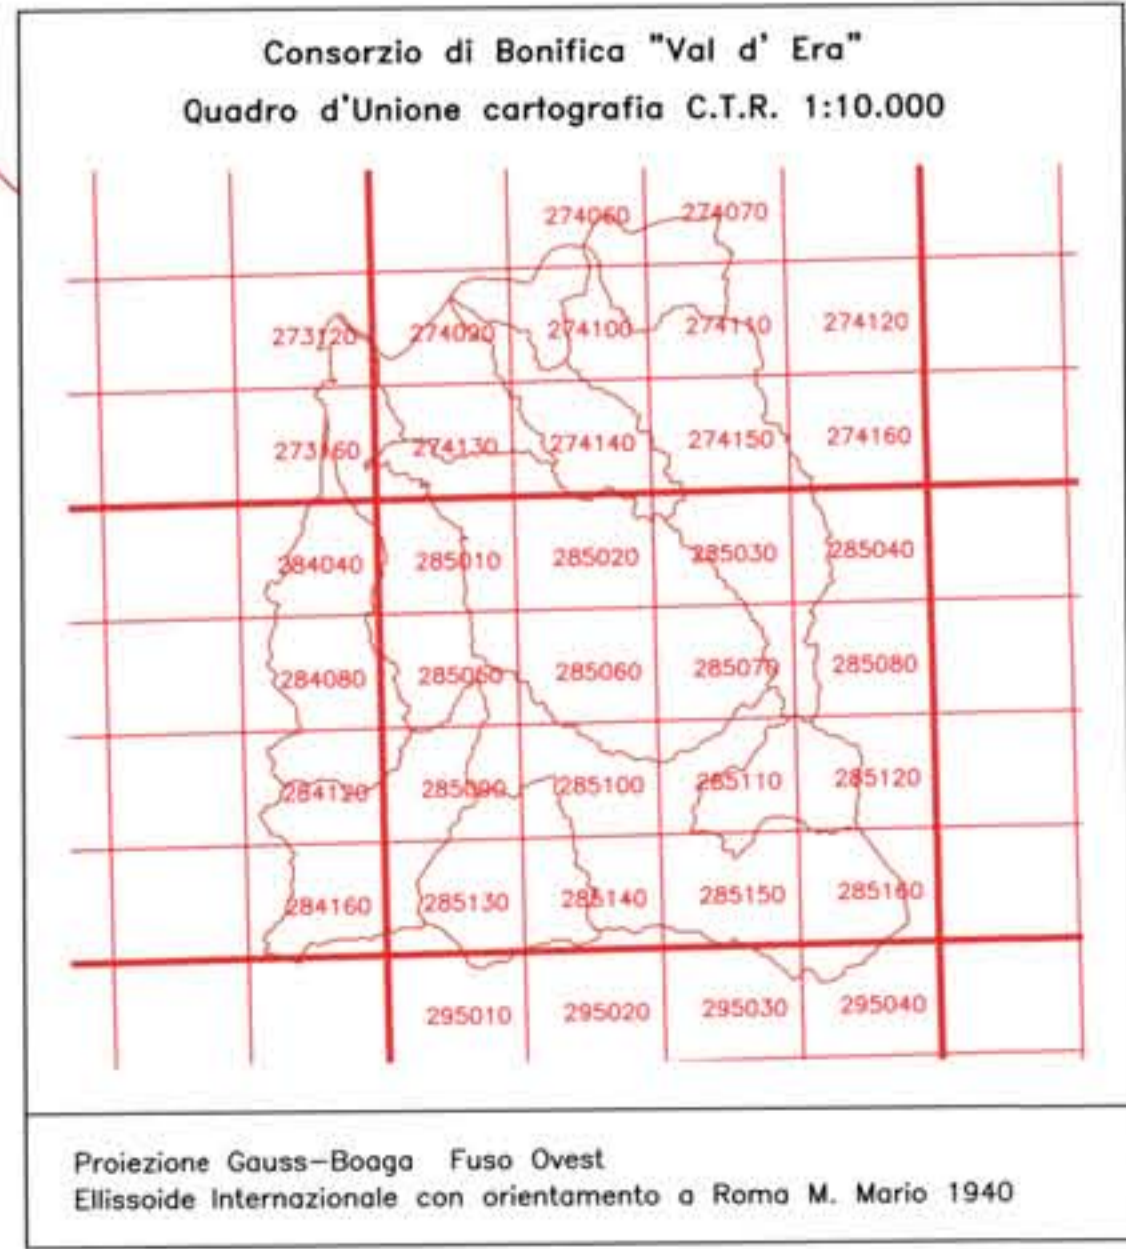 Consorzio di Bonifica "Val d' Era"
Quadro d'Unione cartografia C.T.R. 1:10.000
274060 274070
273120 274090 274100 274110 274120
273160 274130 274140 274150 274160
284040 285010 285020 285030 285040
284080 285050 285060 285070 285080
284120 285090 285100 285110 285120
284160 285130 285140 285150 285160
295010 295020 295030 295040
Proiezione Gauss-Boaga Fuso Ovest
Ellissoide Internazionale con orientamento a Roma M. Mario 1940